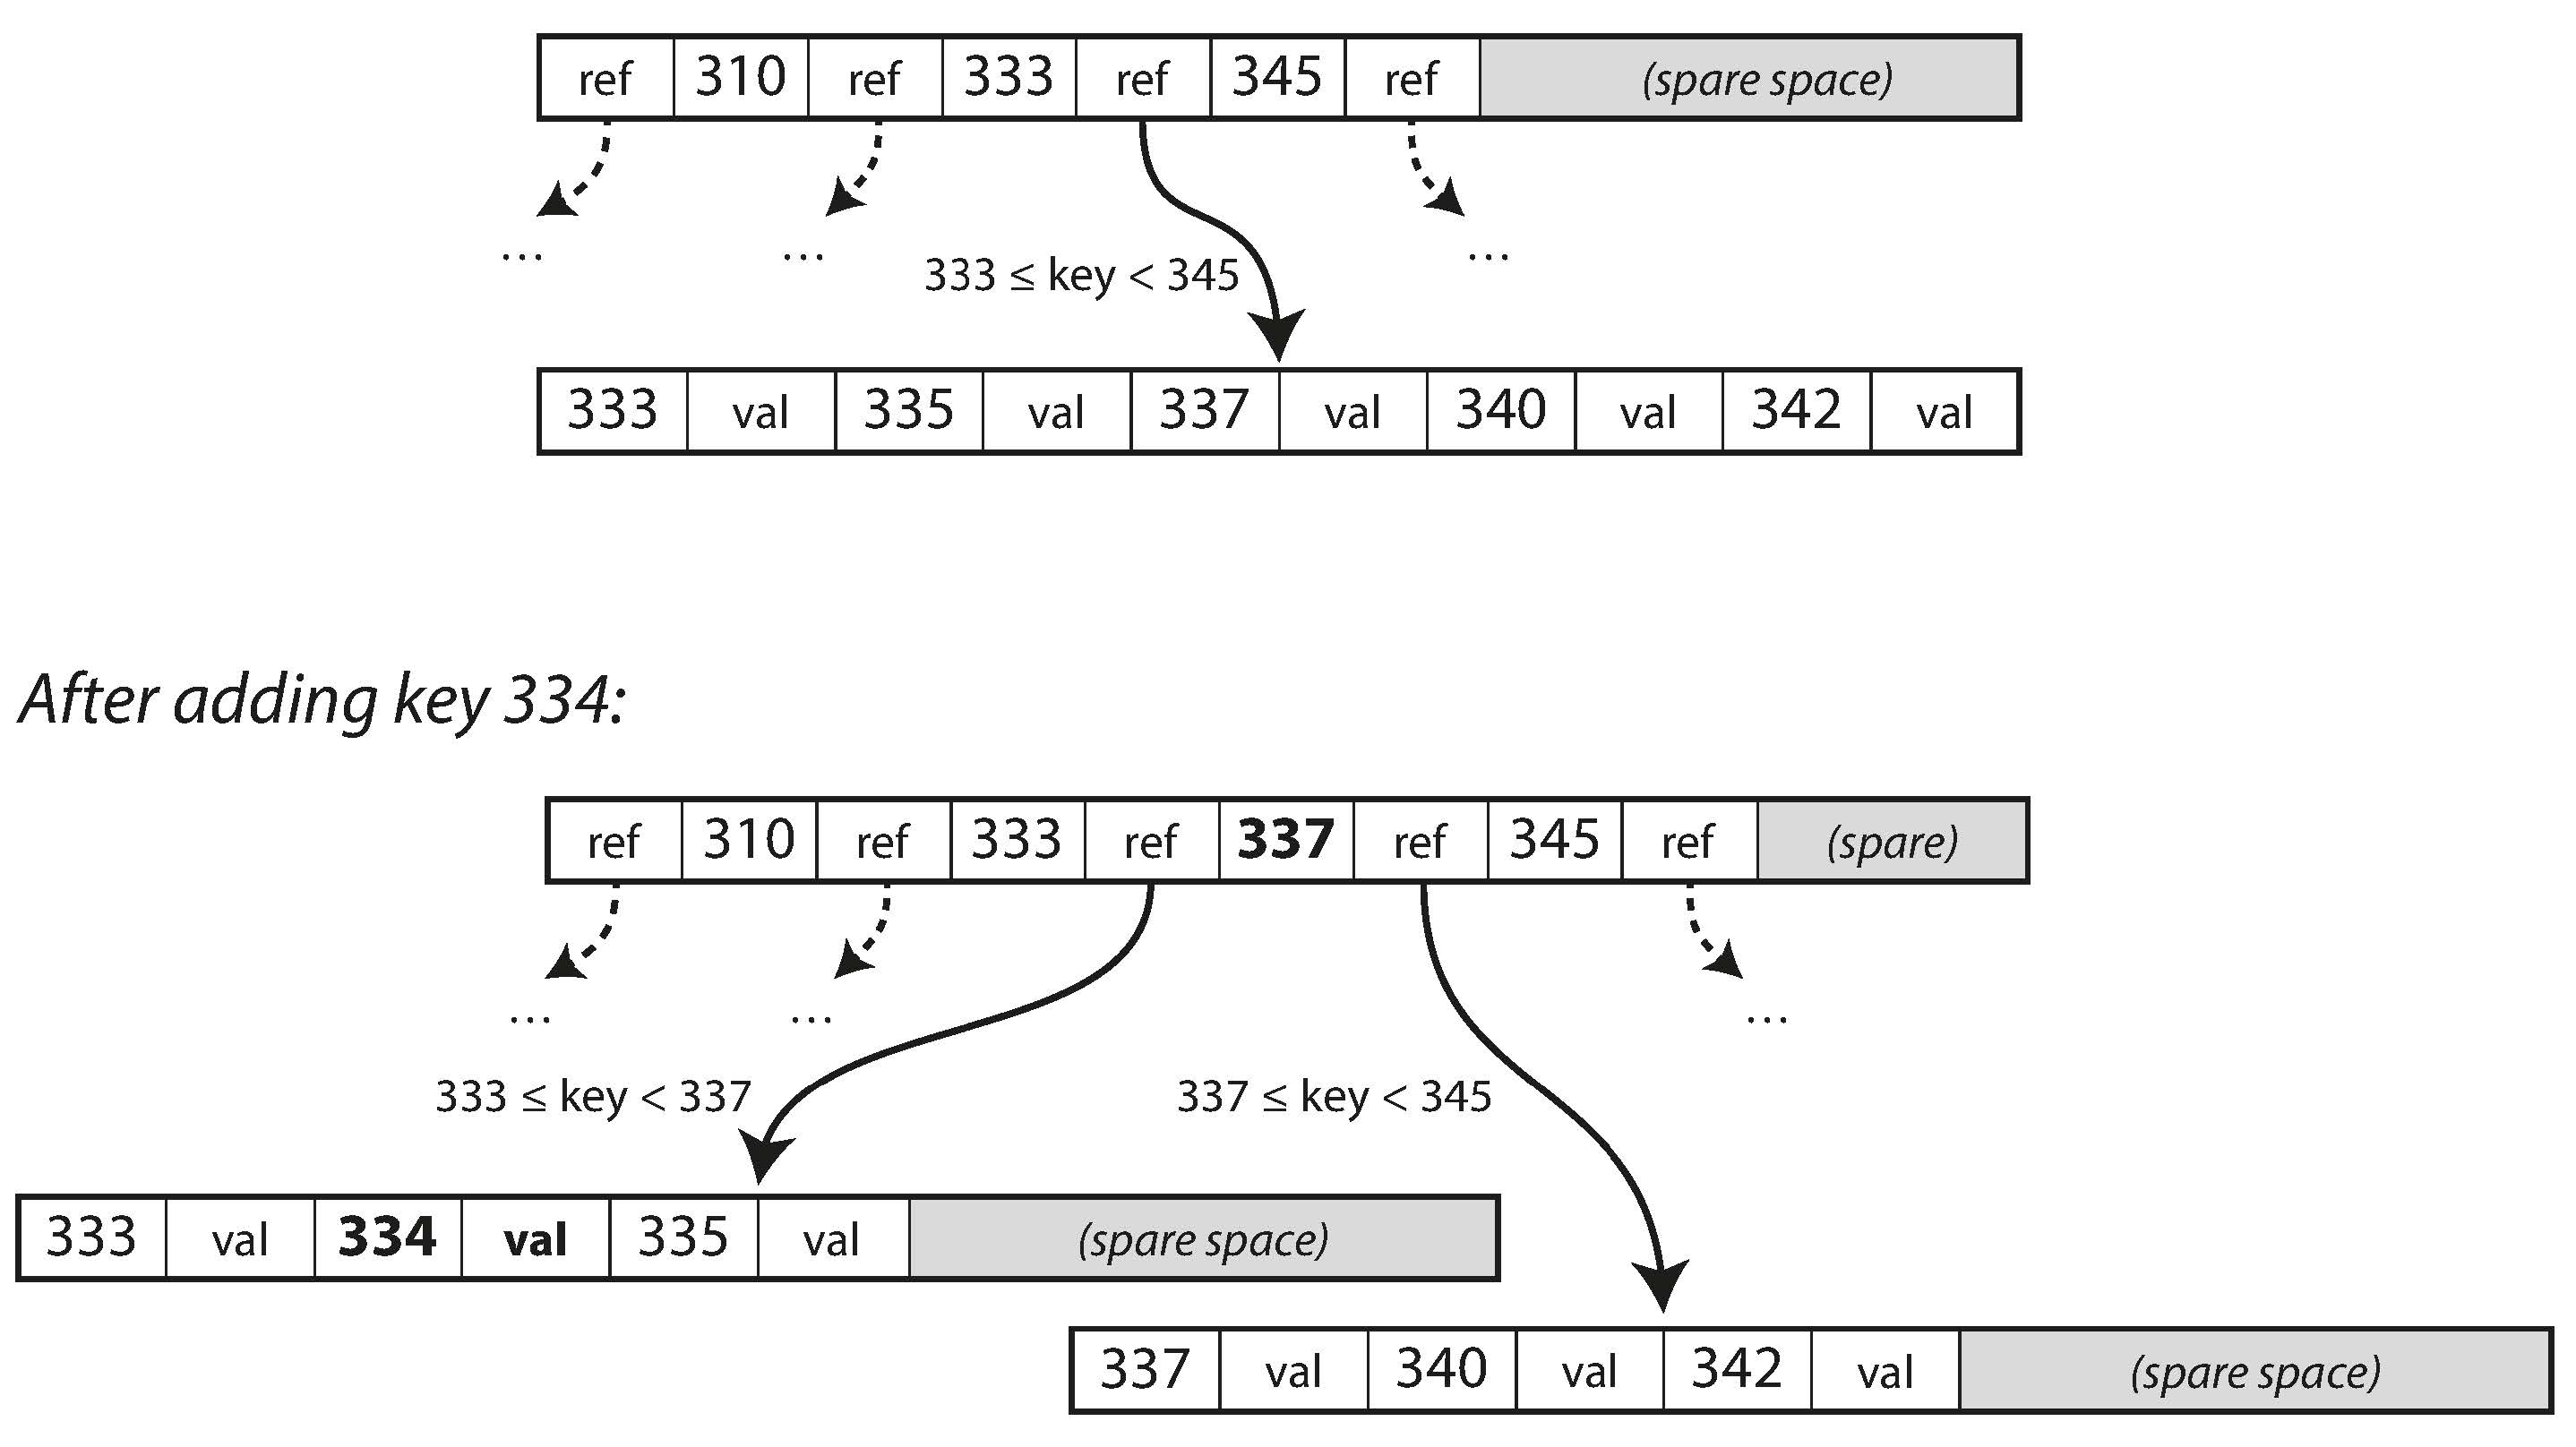 ref 310 ref 333 ref 345 ref (spare space)
... ... ...
333 ≤ key < 345
333 val 335 val 337 val 340 val 342 val
After adding key 334:
ref 310 ref 333 ref 337 ref 345 ref (spare)
... ... ...
333 ≤ key < 337 337 ≤ key < 345
333 val 334 val 335 val (spare space)
337 val 340 val 342 val (spare space)